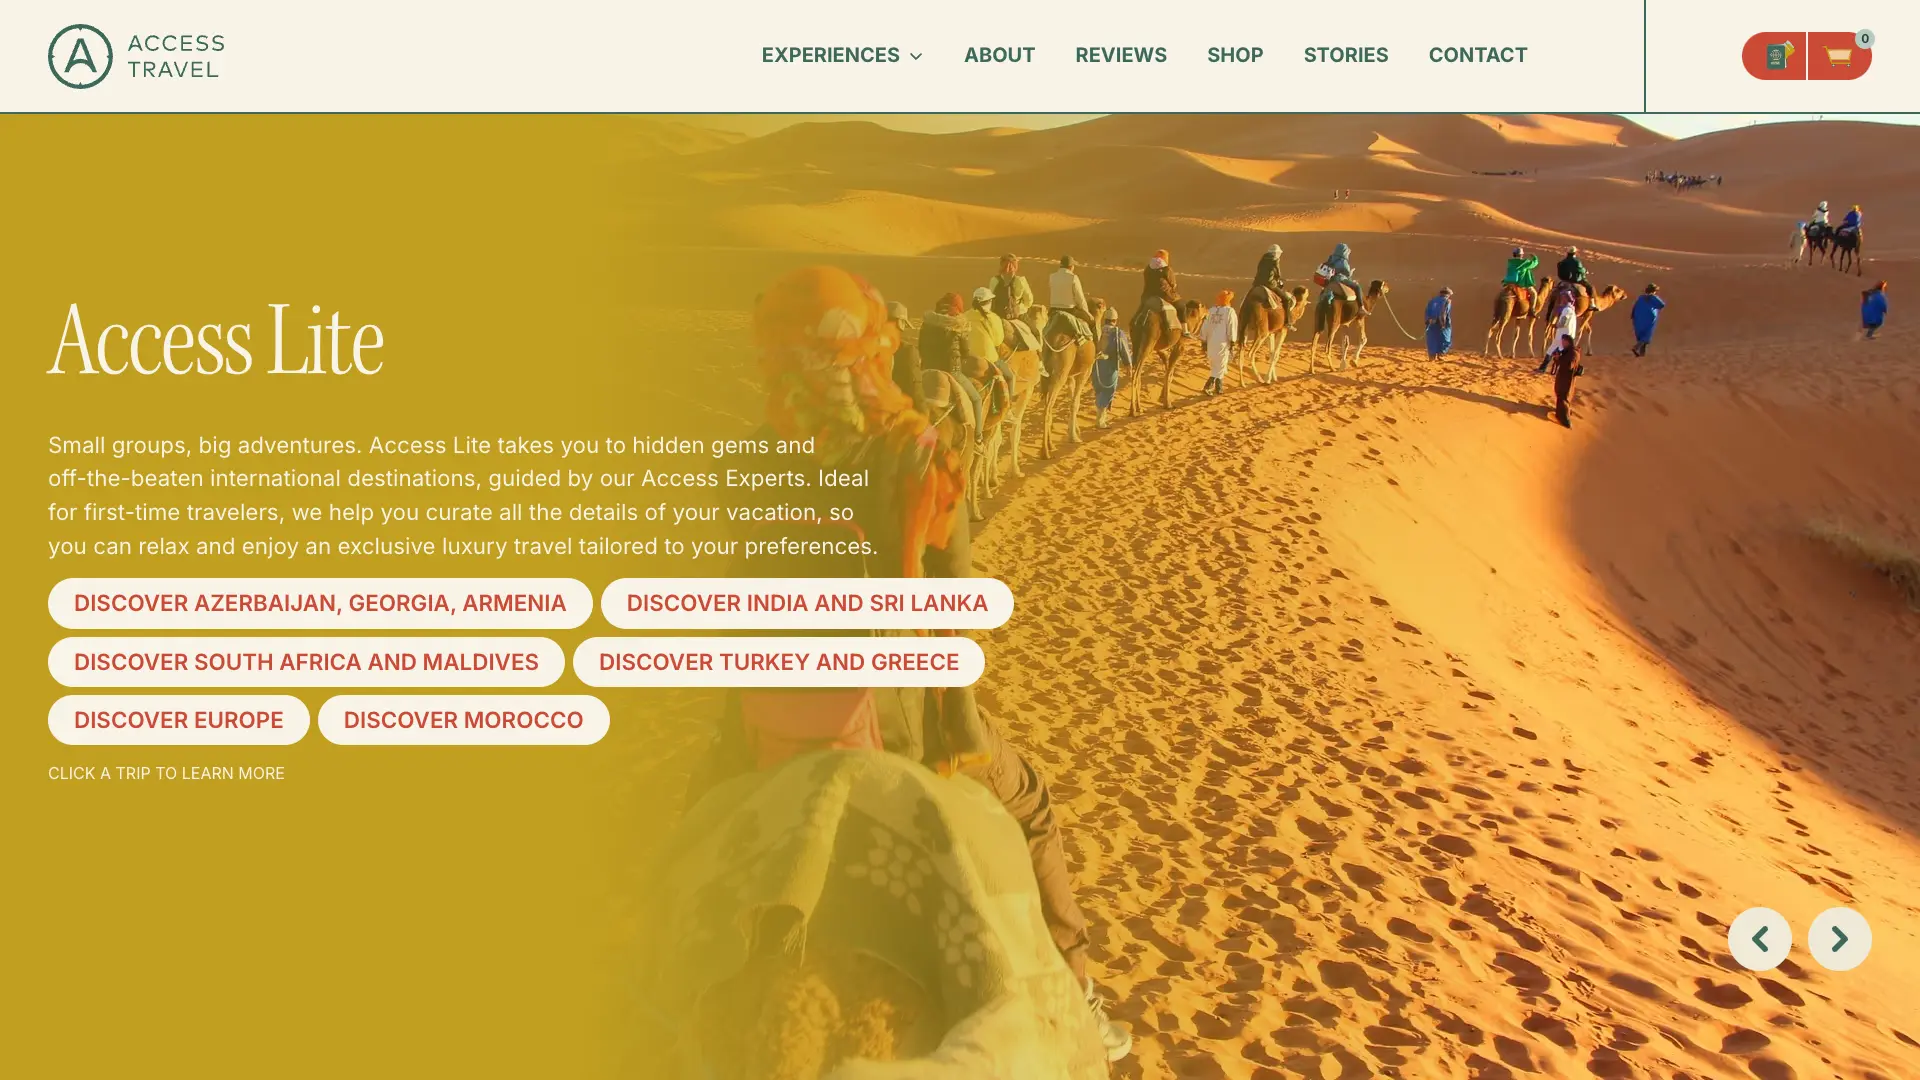 ACCESS
TRAVEL
EXPERIENCES
ABOUT
REVIEWS
SHOP
STORIES
CONTACT
0
Access Lite
Small groups, big adventures. Access Lite takes you to hidden gems and
off-the-beaten international destinations, guided by our Access Experts. Ideal
for first-time travelers, we help you curate all the details of your vacation, so
you can relax and enjoy an exclusive luxury travel tailored to your preferences.
DISCOVER AZERBAIJAN, GEORGIA, ARMENIA
DISCOVER INDIA AND SRI LANKA
DISCOVER SOUTH AFRICA AND MALDIVES
DISCOVER TURKEY AND GREECE
DISCOVER EUROPE
DISCOVER MOROCCO
CLICK A TRIP TO LEARN MORE